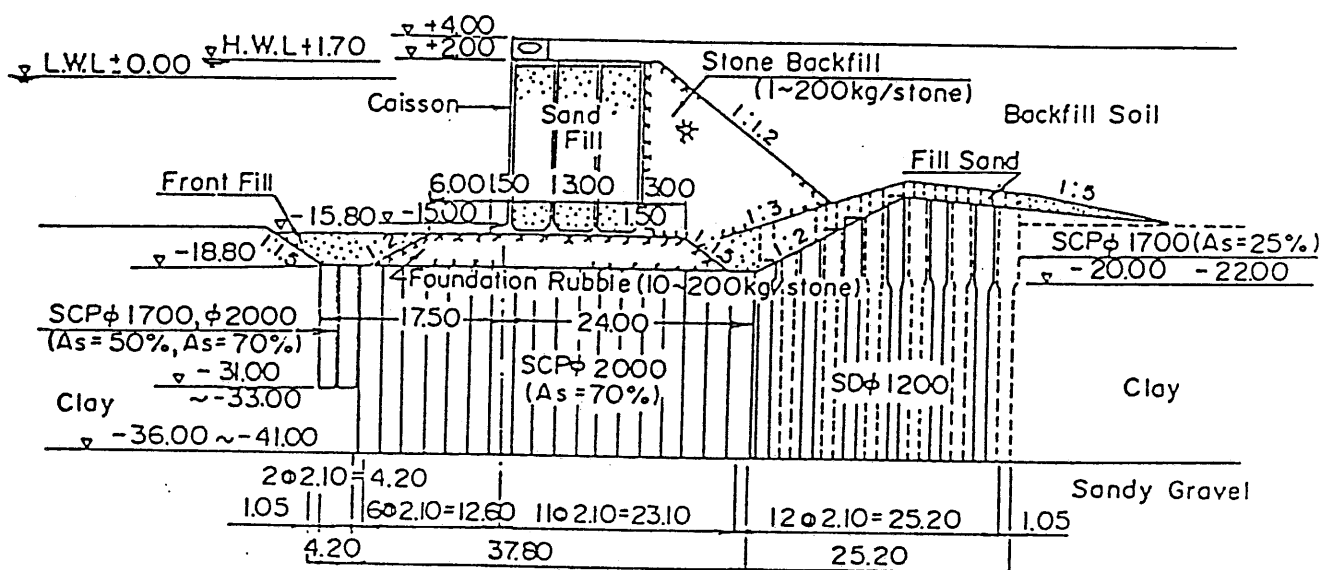 +4.00
H.W.L+1.70
+2.00
L.W.L±0.00
Stone Backfill
(1~200kg/stone)
Caisson
Sand
Fill
1:1.2
Backfill Soil
Fill Sand
Front Fill
6.00 1.50 13.00 3.00
1:5
-15.80
-15.00
1.50
1:3
1:2
1:2
1:1.5
1:1.5
-18.80
SCPφ1700(As=25%)
-20.00 -22.00
Foundation Rubble (10~200kg/stone)
SCPφ1700, φ2000
(As=50%, As=70%)
17.50
24.00
SCPφ2000
(As=70%)
SDφ1200
-31.00
~-33.00
Clay
Clay
-36.00~-41.00
2@2.10=4.20
Sandy Gravel
1.05
6@2.10=12.60
11@2.10=23.10
12@2.10=25.20
1.05
4.20
37.80
25.20